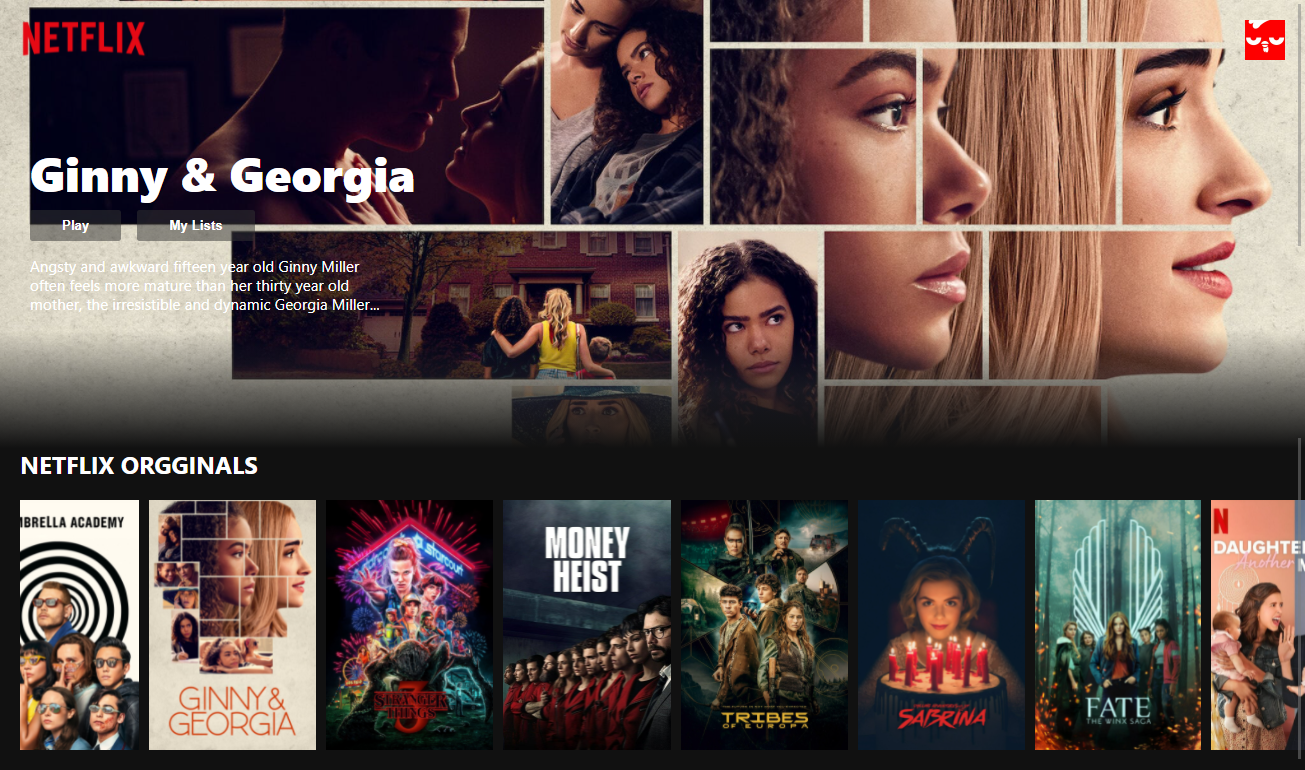 NETFLIX
Ginny & Georgia
Play
My Lists
Angsty and awkward fifteen year old Ginny Miller
often feels more mature than her thirty year old
mother, the irresistible and dynamic Georgia Miller...
NETFLIX ORGGINALS
MBRELLA ACADEMY
GINNY &
GEORGIA
starcourt
STRANGER
THINGS
3
MONEY
HEIST
TRIBES
OF EUROPA
SABRINA
FATE
THE WINX SAGA
N
DAUGHTE
Another